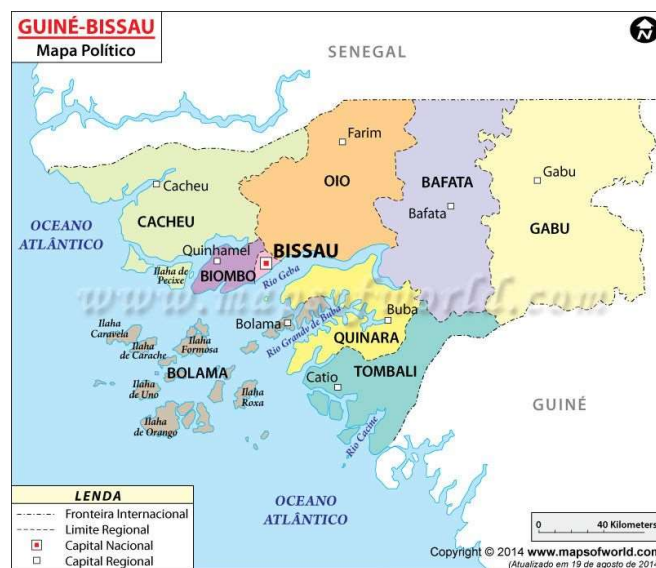 GUINÉ-BISSAU
Mapa Político
N
SENEGAL
Farim
OIO
Cacheu
CACHEU
BAFATA
Bafata
Gabu
GABU
OCEANO
ATLÂNTICO
Quinhamel
BISSAU
BIOMBO
Ilaha de
Pecixe
Rio Geba
www.mapsofworld.com
Ilaha
Caravela
Ilaha
de Carache
Ilaha
Formosa
Bolama
Rio Grande de Buba
Buba
QUINARA
BOLAMA
Ilaha
de Uno
Ilaha
Roxa
Ilaha
de Orango
Catio
TOMBALI
Rio Cacine
GUINÉ
OCEANO
ATLÂNTICO
LENDA
Fronteira Internacional
Limite Regional
Capital Nacional
Capital Regional
0 40 Kilometers
Copyright © 2014 www.mapsofworld.com
(Atualizado em 19 de agosto de 2014